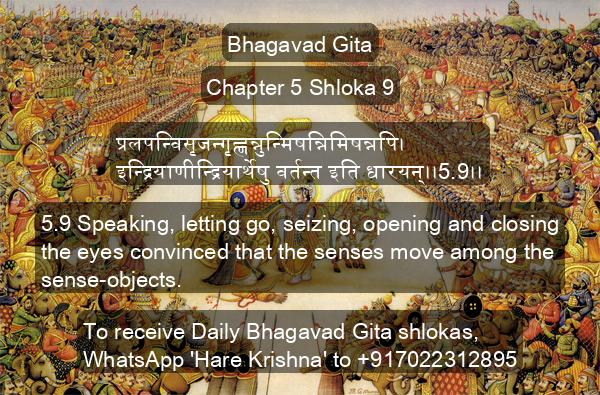 Bhagavad Gita
Chapter 5 Shloka 9
प्रलपन्विसृजन्गृह्णन्नुन्मिषन्निमिषन्नपि।
इन्द्रियाणीन्द्रियार्थेषु वर्तन्त इति धारयन्।।5.9।।
5.9 Speaking, letting go, seizing, opening and closing
the eyes convinced that the senses move among the
sense-objects.
To receive Daily Bhagavad Gita shlokas,
WhatsApp 'Hare Krishna' to +917022312895